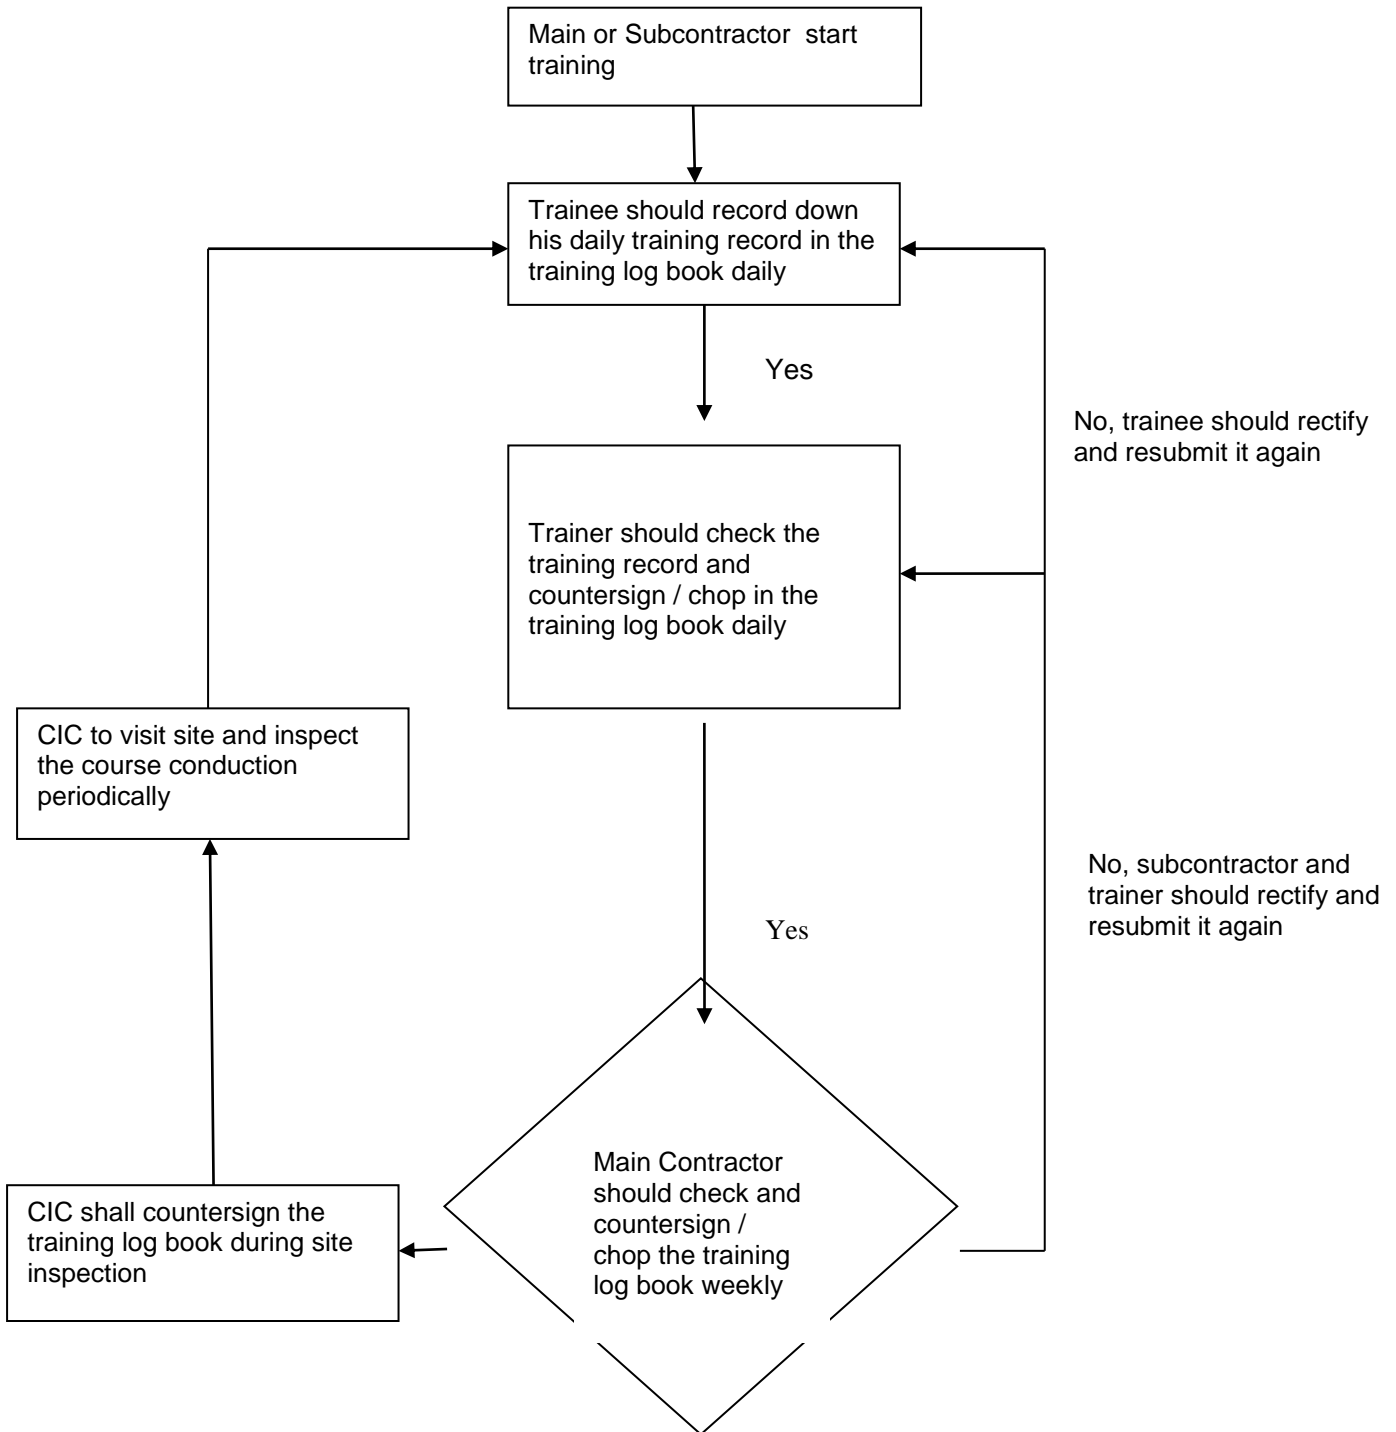 Main or Subcontractor  start
training
Trainee should record down
his daily training record in the
training log book daily
Yes
No, trainee should rectify
and resubmit it again
Trainer should check the
training record and
countersign / chop in the
training log book daily
CIC to visit site and inspect
the course conduction
periodically
No, subcontractor and
trainer should rectify and
resubmit it again
Yes
Main Contractor
should check and
countersign /
chop the training
log book weekly
CIC shall countersign the
training log book during site
inspection